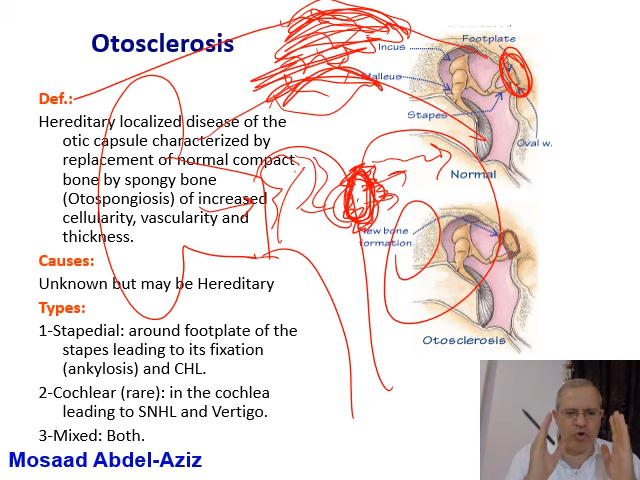 Otosclerosis
Def.:
Hereditary localized disease of the
otic capsule characterized by
replacement of normal compact
bone by spongy bone
(Otospongiosis) of increased
cellularity, vascularity and
thickness.
Causes:
Unknown but may be Hereditary
Types:
1-Stapedial: around footplate of the
stapes leading to its fixation
(ankylosis) and CHL.
2-Cochlear (rare): in the cochlea
leading to SNHL and Vertigo.
3-Mixed: Both.
Mosaad Abdel-Aziz
Footplate
Incus
Malleus
Stapes
Oval w.
Normal
New bone
formation
Otosclerosis